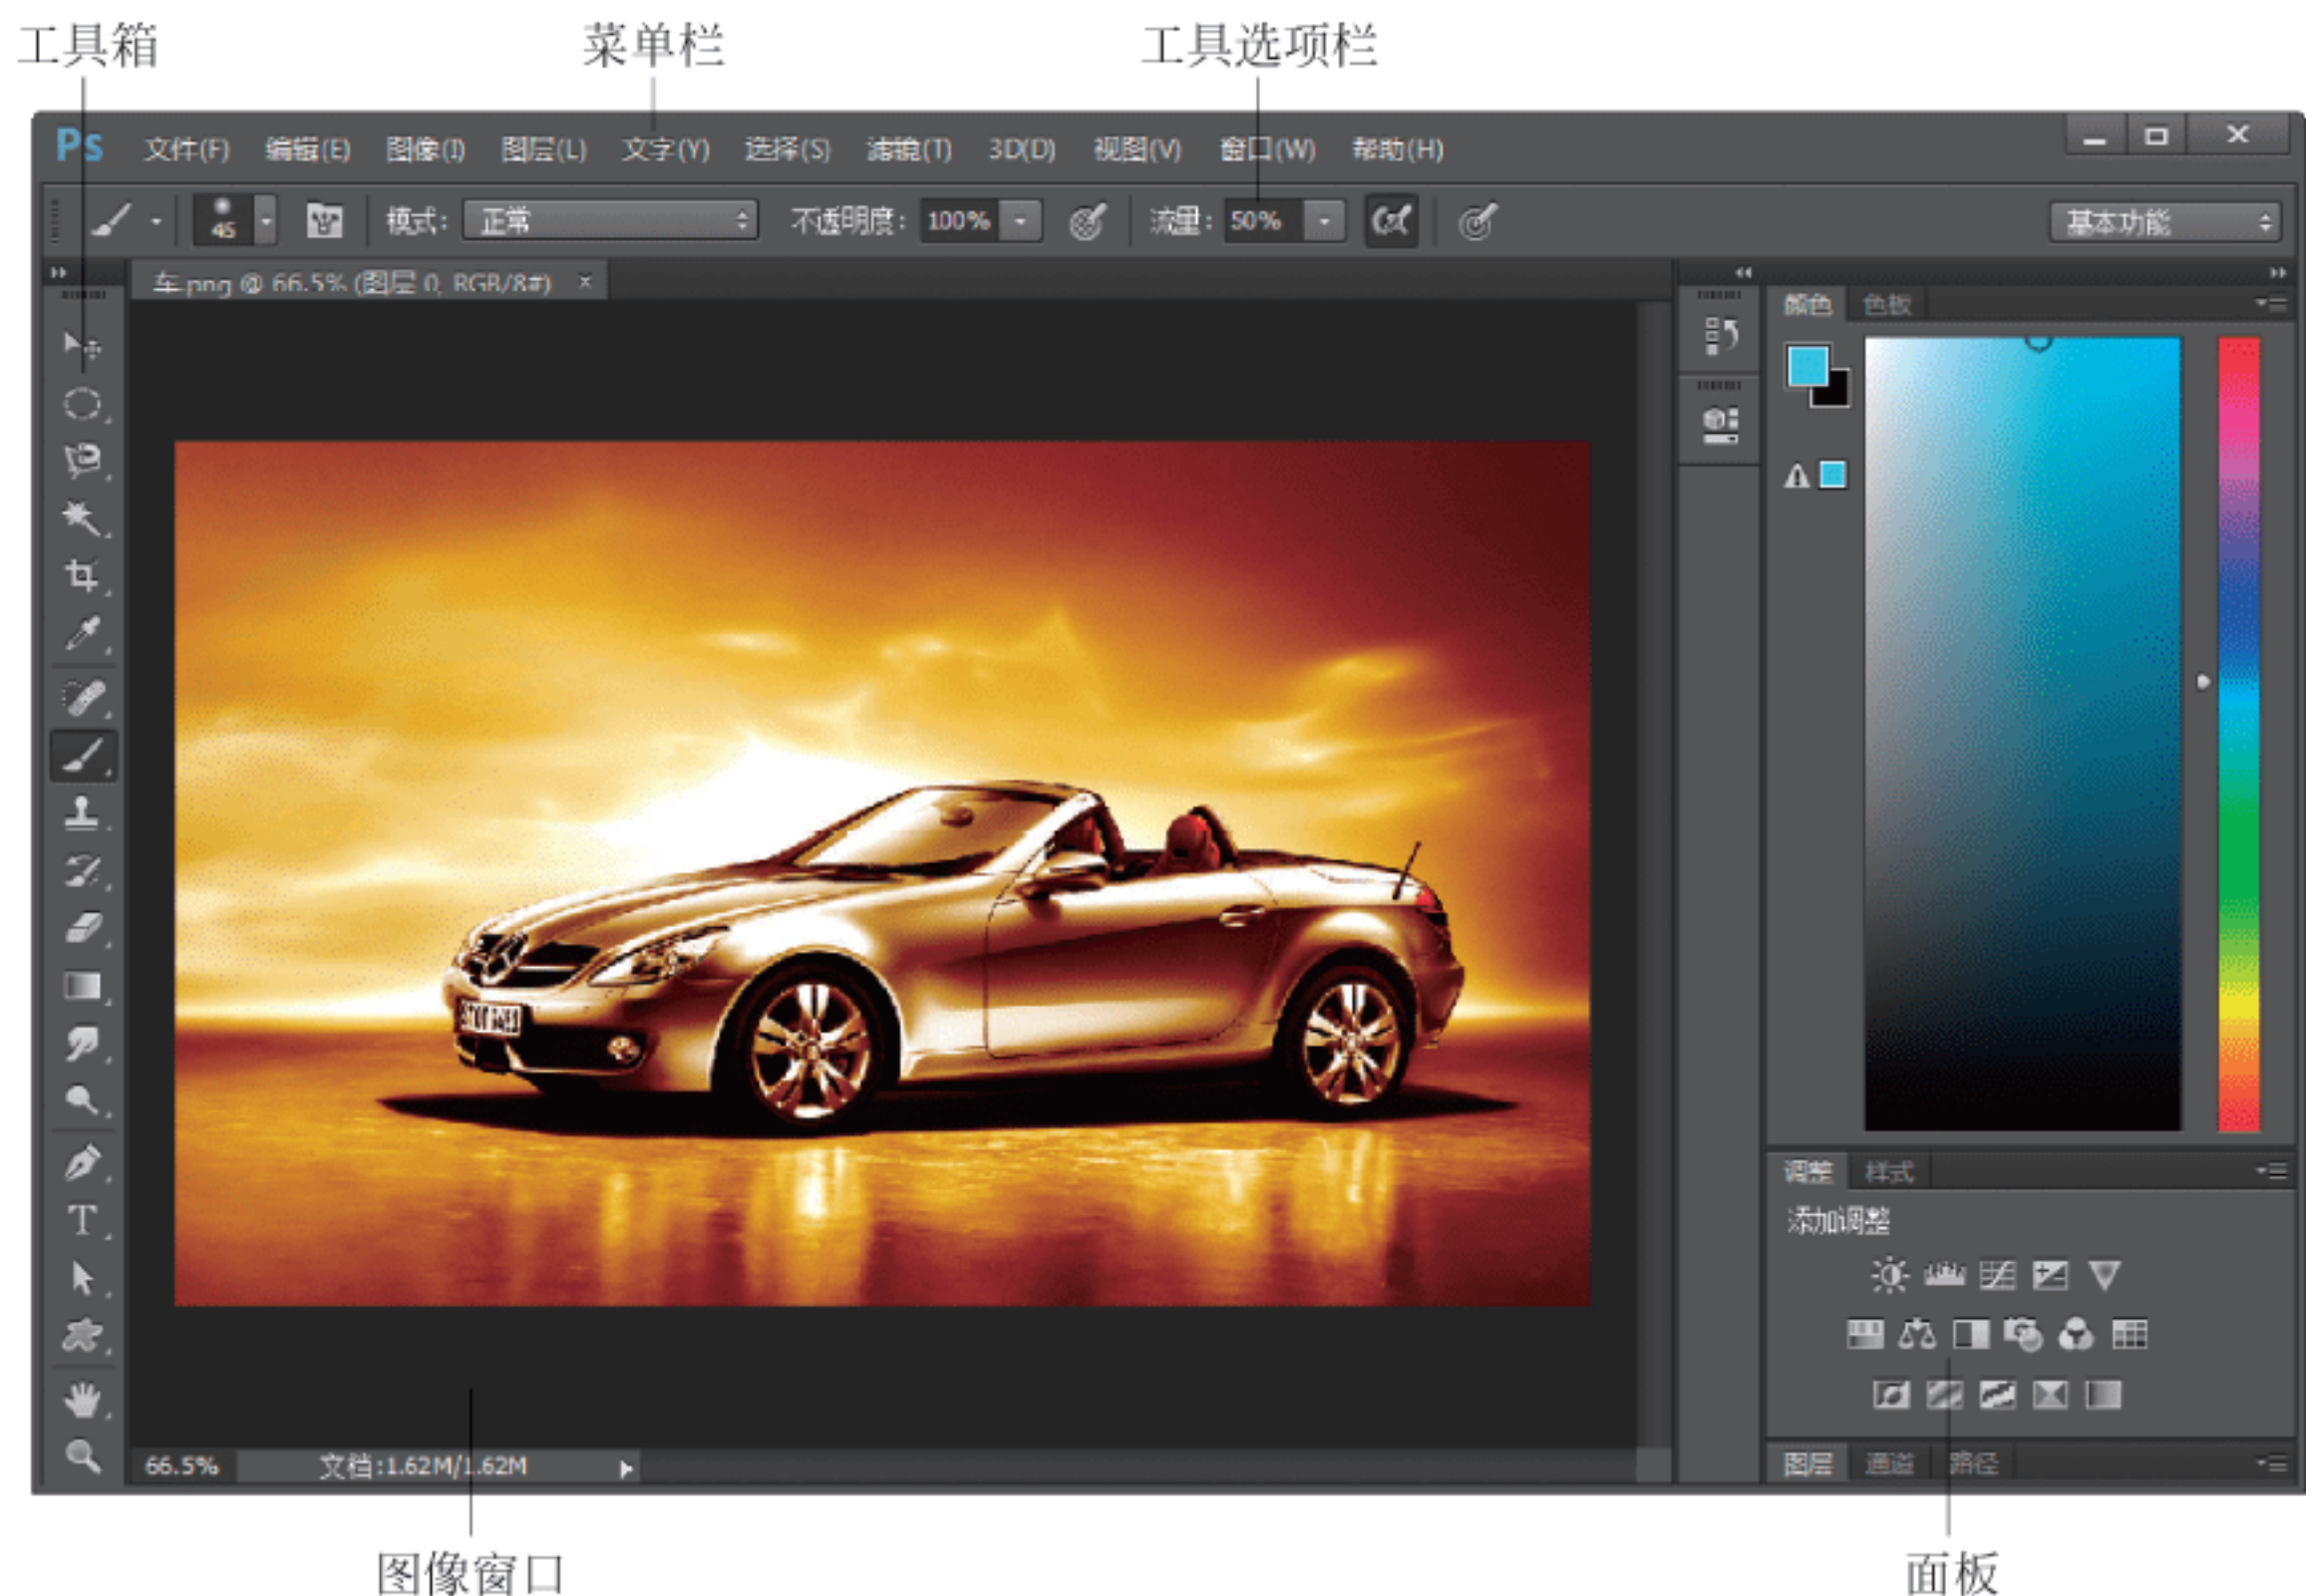 工具箱 菜单栏 工具选项栏
Ps 文件(F) 编辑(E) 图像(I) 图层(L) 文字(Y) 选择(S) 滤镜(T) 3D(D) 视图(V) 窗口(W) 帮助(H)
45 模式: 正常 不透明度: 100% 流量: 50% 基本功能
车.png @ 66.5% (图层 0, RGB/8#) ×
颜色 色板
调整 样式
添加调整
66.5% 文档:1.62M/1.62M
图层 通道 路径
图像窗口 面板